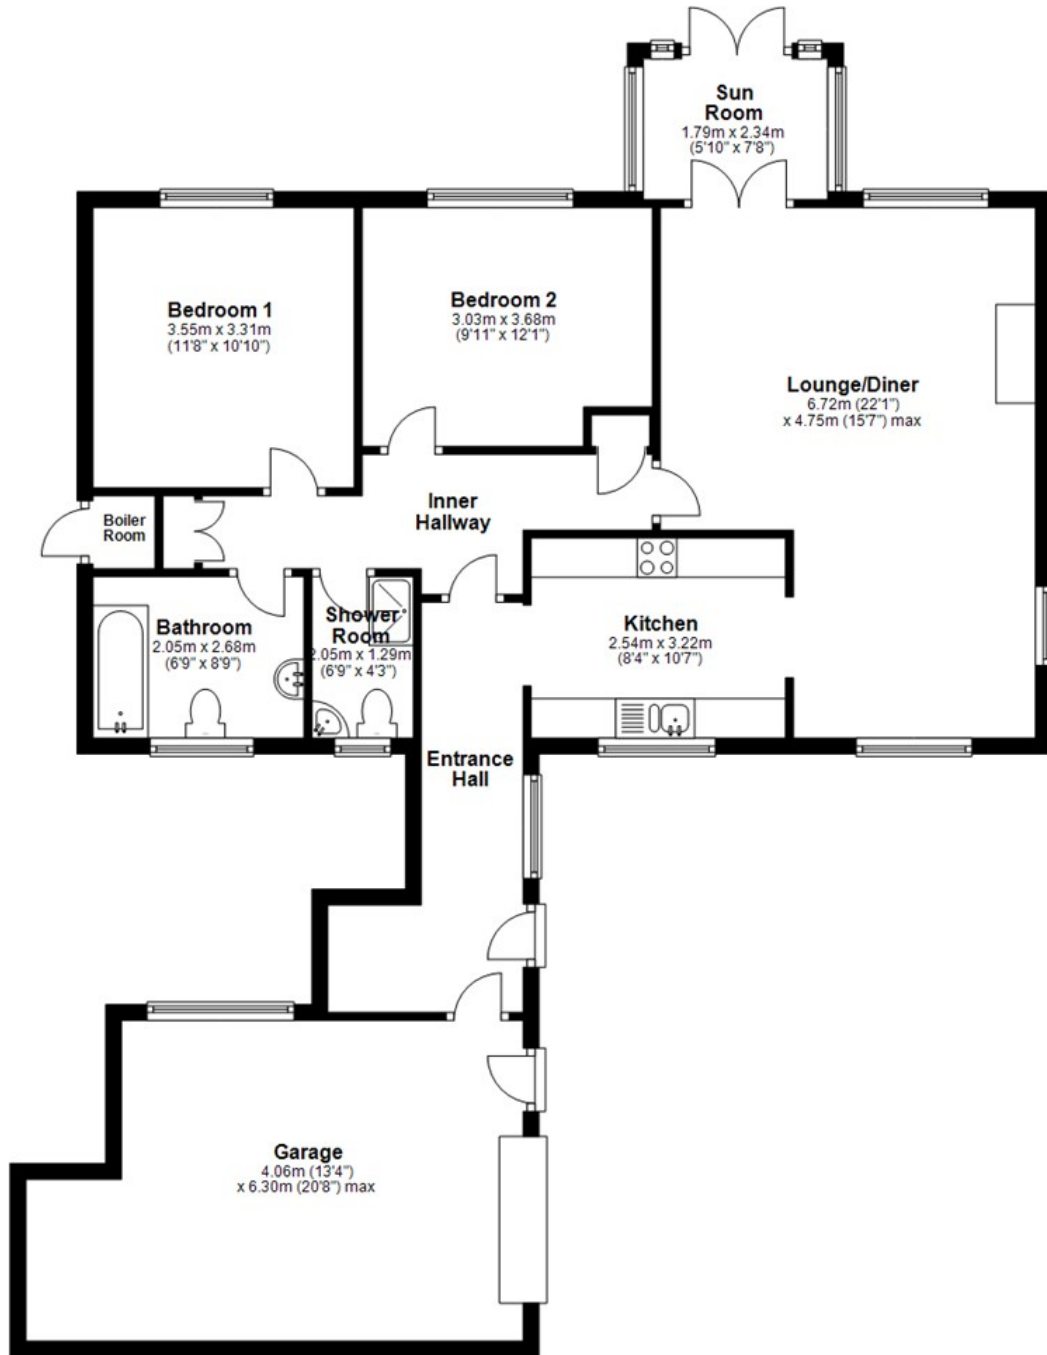 Sun
Room
1.79m x 2.34m
(5'10" x 7'8")
Bedroom 1
3.55m x 3.31m
(11'8" x 10'10")
Bedroom 2
3.03m x 3.68m
(9'11" x 12'1")
Lounge/Diner
6.72m (22'1")
x 4.75m (15'7") max
Inner
Hallway
Boiler
Room
Bathroom
2.05m x 2.68m
(6'9" x 8'9")
Shower
Room
2.05m x 1.29m
(6'9" x 4'3")
Kitchen
2.54m x 3.22m
(8'4" x 10'7")
Entrance
Hall
Garage
4.06m (13'4")
x 6.30m (20'8") max